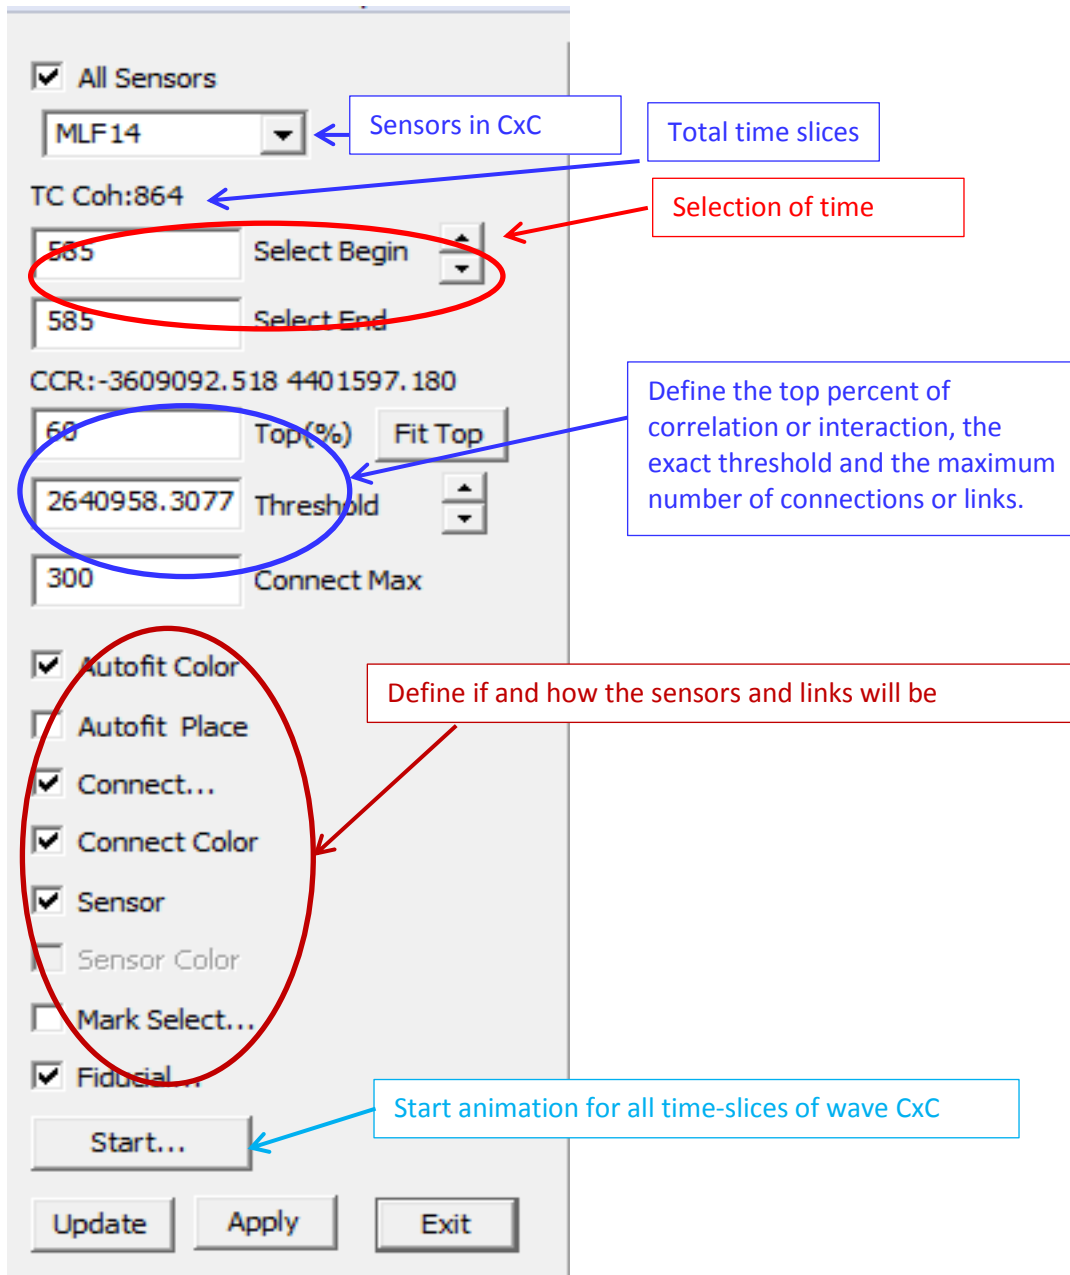 All Sensors
MLF14
Sensors in CxC
Total time slices
TC Coh:864
Selection of time
585 Select Begin
585 Select End
CCR:-3609092.518 4401597.180
60 Top(%) Fit Top
Define the top percent of
correlation or interaction, the
exact threshold and the maximum
number of connections or links.
2640958.3077 Threshold
300 Connect Max
Autofit Color
Define if and how the sensors and links will be
Autofit Place
Connect...
Connect Color
Sensor
Sensor Color
Mark Select...
Fiducial...
Start animation for all time-slices of wave CxC
Start...
Update Apply Exit